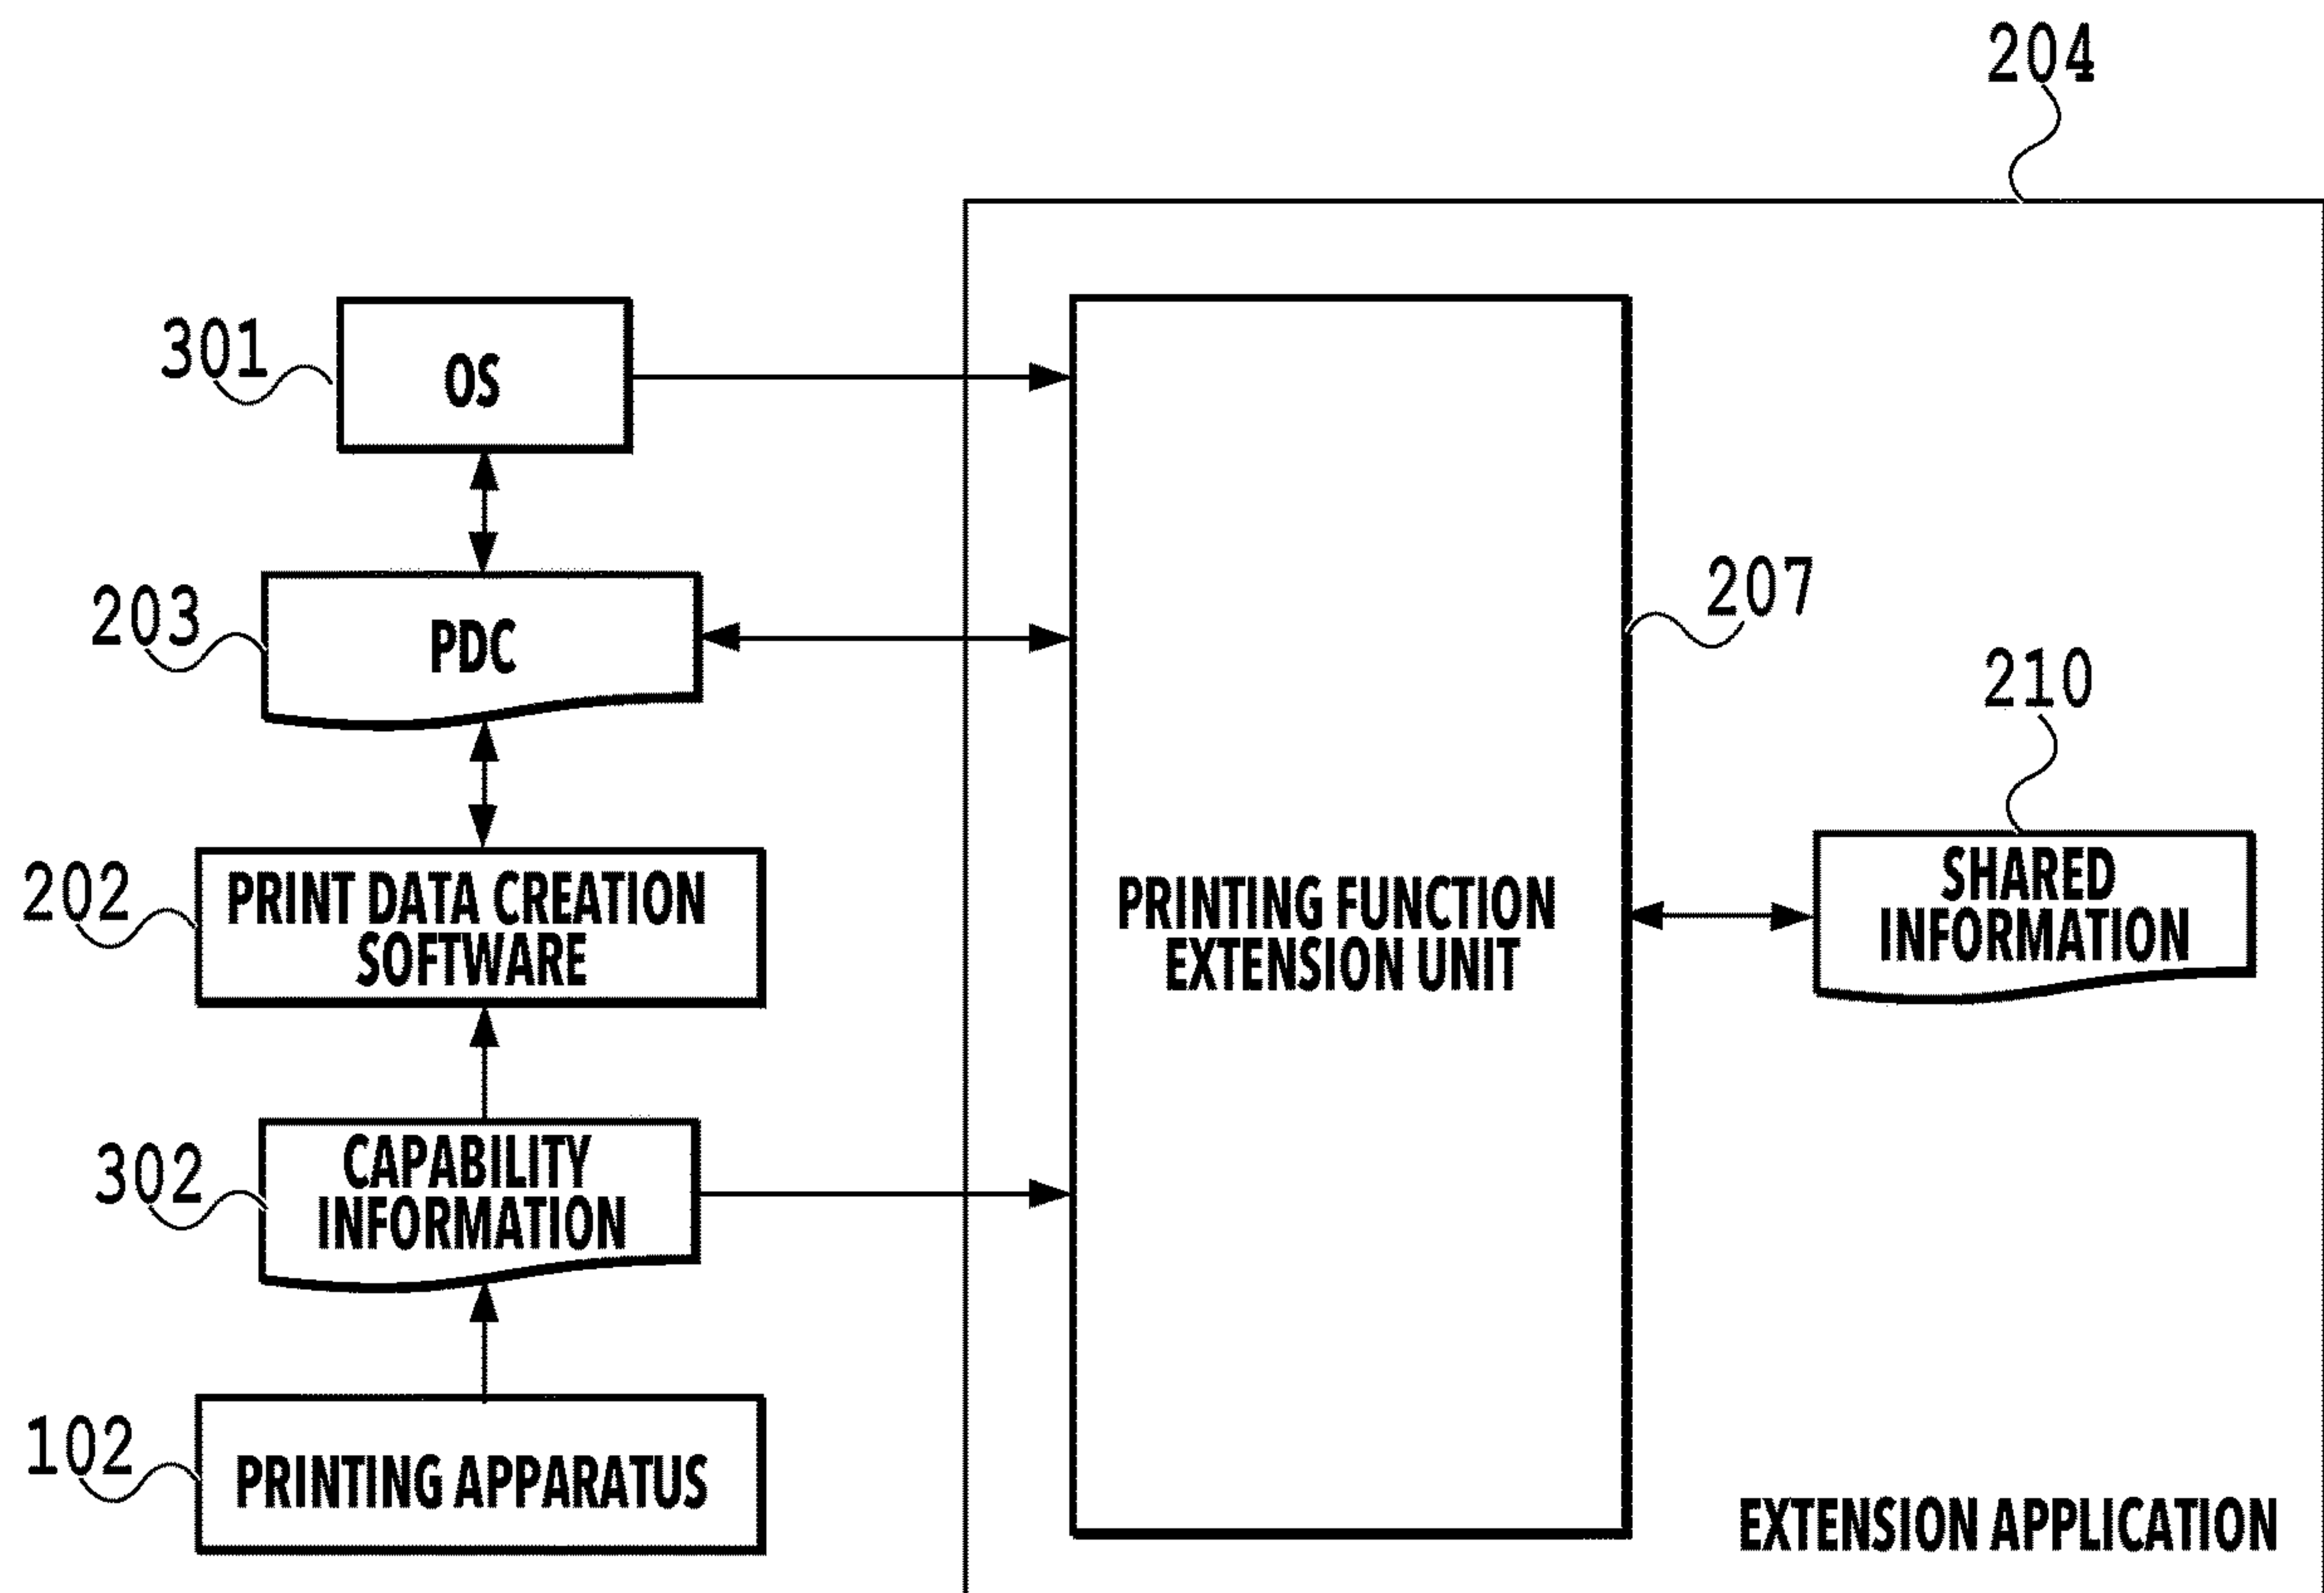 204
301
OS
203
PDC
207
210
202
PRINT DATA CREATION
SOFTWARE
PRINTING FUNCTION
EXTENSION UNIT
SHARED
INFORMATION
302
CAPABILITY
INFORMATION
102
PRINTING APPARATUS
EXTENSION APPLICATION